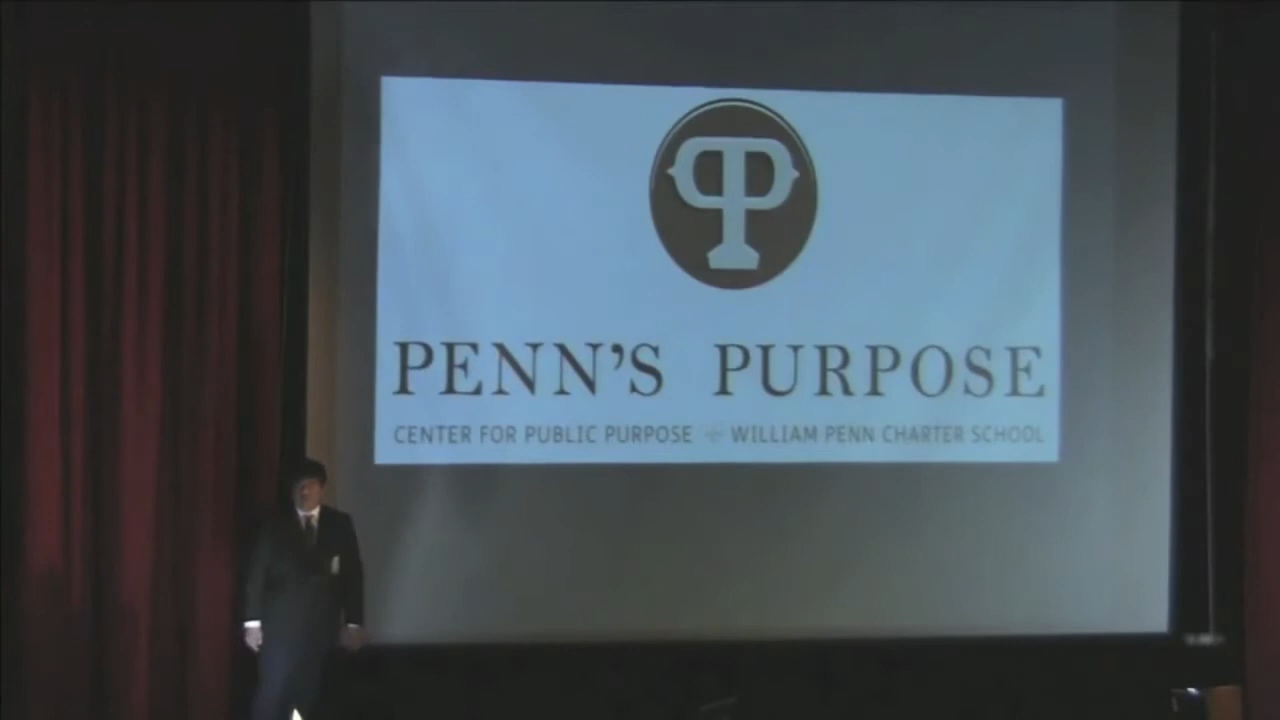 PENN'S PURPOSE
CENTER FOR PUBLIC PURPOSE WILLIAM PENN CHARTER SCHOOL